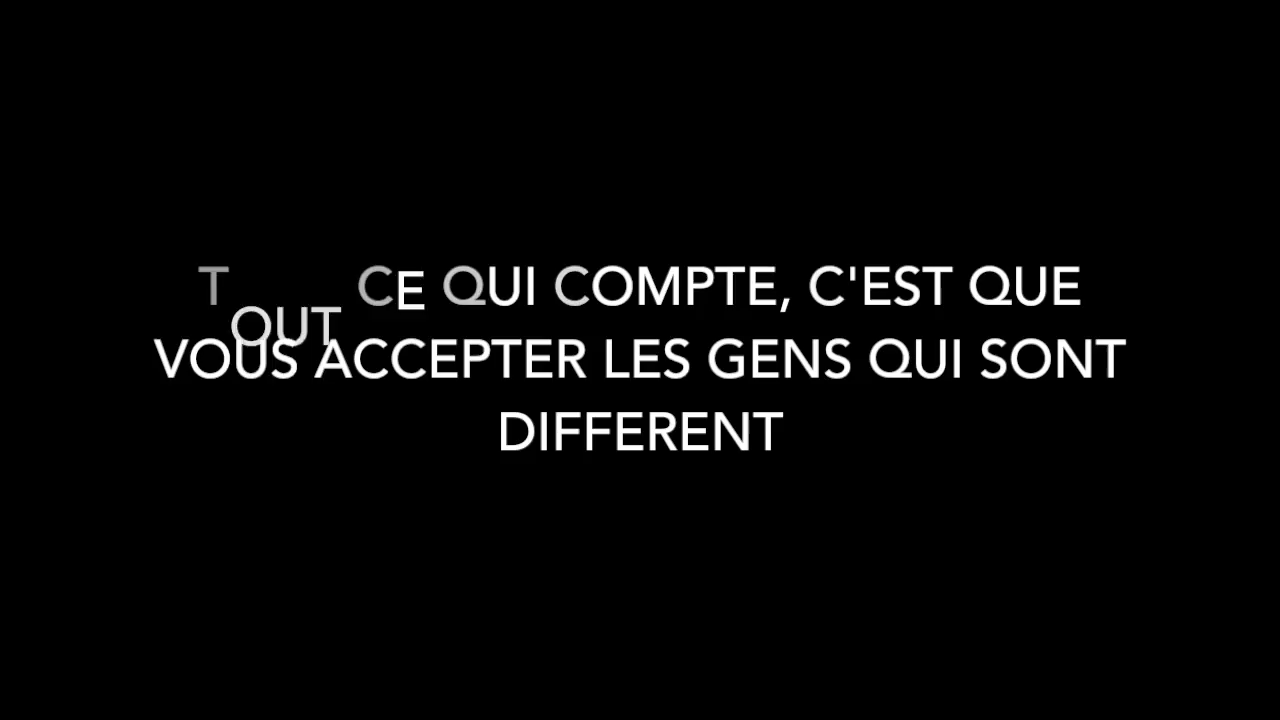 TOUT CE QUI COMPTE, C'EST QUE
VOUS ACCEPTER LES GENS QUI SONT
DIFFERENT